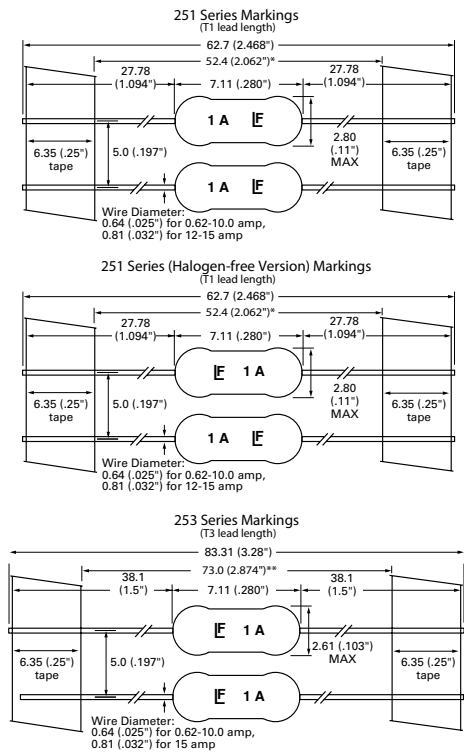 251 Series Markings
(T1 lead length)
62.7 (2.468")
52.4 (2.062")*
27.78
(1.094")
7.11 (.280")
27.78
(1.094")
1 A LF
6.35 (.25")
tape
5.0 (.197")
2.80
(.11")
MAX
6.35 (.25")
tape
1 A LF
Wire Diameter:
0.64 (.025") for 0.62-10.0 amp,
0.81 (.032") for 12-15 amp
251 Series (Halogen-free Version) Markings
(T1 lead length)
62.7 (2.468")
52.4 (2.062")*
27.78
(1.094")
7.11 (.280")
27.78
(1.094")
LF 1 A
6.35 (.25")
tape
5.0 (.197")
2.80
(.11")
MAX
6.35 (.25")
tape
1 A LF
Wire Diameter:
0.64 (.025") for 0.62-10.0 amp,
0.81 (.032") for 12-15 amp
253 Series Markings
(T3 lead length)
83.31 (3.28")
73.0 (2.874")**
38.1
(1.5")
7.11 (.280")
38.1
(1.5")
LF 1 A
6.35 (.25")
tape
5.0 (.197")
2.61 (.103")
MAX
6.35 (.25")
tape
LF 1 A
Wire Diameter:
0.64 (.025") for 0.62-10.0 amp,
0.81 (.032") for 15 amp